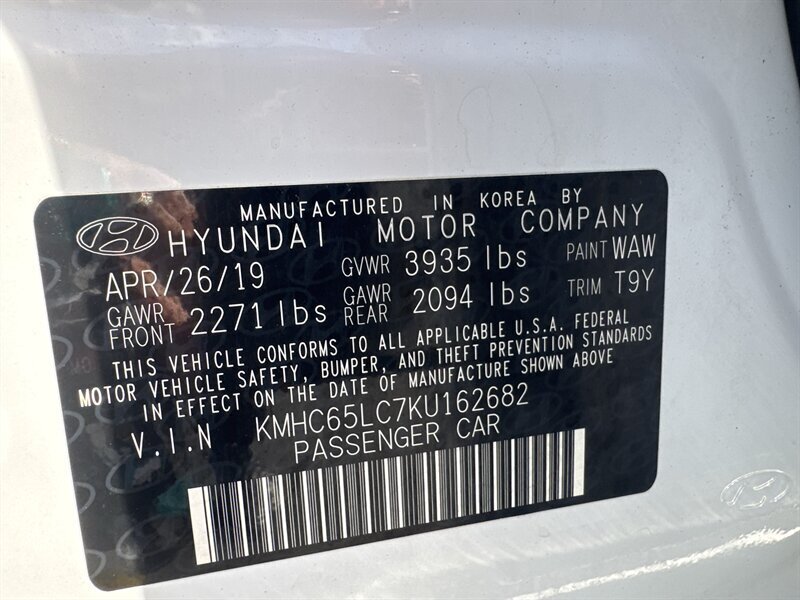 MANUFACTURED IN KOREA BY
HYUNDAI MOTOR COMPANY
APR/26/19 GVWR 3935 lbs PAINT WAW
GAWR FRONT 2271 lbs GAWR REAR 2094 lbs TRIM T9Y
THIS VEHICLE CONFORMS TO ALL APPLICABLE U.S.A. FEDERAL
MOTOR VEHICLE SAFETY, BUMPER, AND THEFT PREVENTION STANDARDS
IN EFFECT ON THE DATE OF MANUFACTURE SHOWN ABOVE
V.I.N KMHC65LC7KU162682
PASSENGER CAR